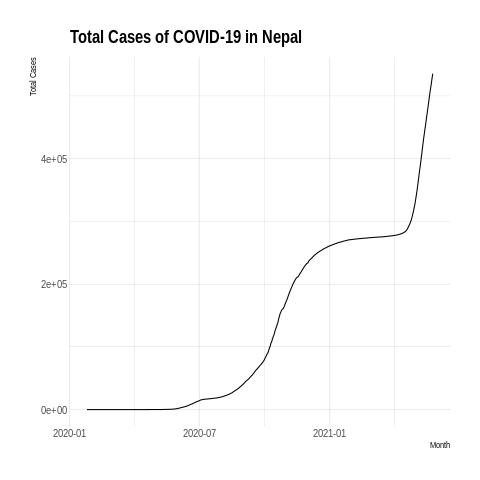 Total Cases of COVID-19 in Nepal
Total Cases
4e+05
2e+05
0e+00
2020-01 2020-07 2021-01
Month